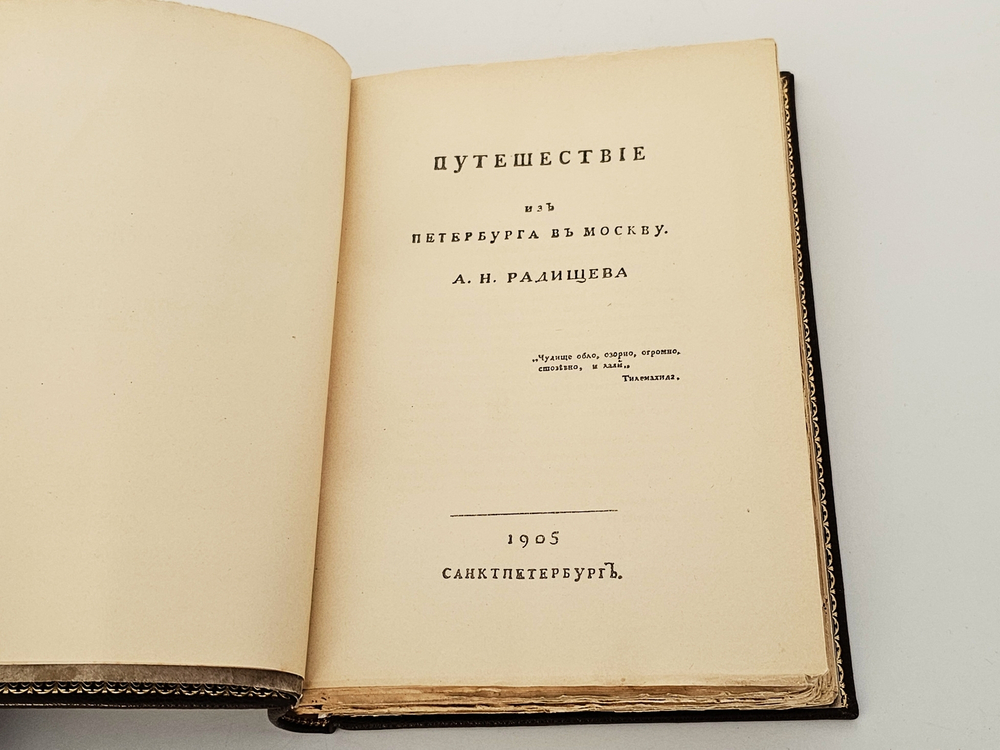 ПУТЕШЕСТВІЕ
изъ
ПЕТЕРБУРГА ВЪ МОСКВУ.
А. Н. РАДИЩЕВА
„Чудище обло, озорно, огромно,
стозѣвно, и лаяй„
Тилемахида.
1905
САНКТПЕТЕРБУРГЪ.